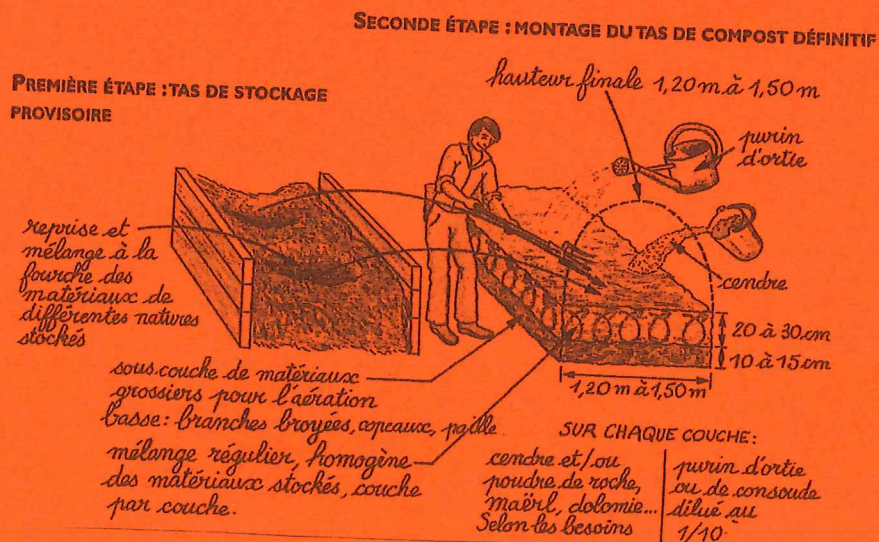 SECONDE ÉTAPE : MONTAGE DU TAS DE COMPOST DÉFINITIF
PREMIÈRE ÉTAPE : TAS DE STOCKAGE
PROVISOIRE
hauteur finale 1,20 m à 1,50 m
purin
d'ortie
reprise et
mélange à la
fourche des
matériaux de
différentes natures
stockés
cendre
20 à 30 cm
10 à 15 cm
1,20 m à 1,50 m
sous couche de matériaux
grossiers pour l'aération
basse : branches broyées, copeaux, paille.
mélange régulier, homogène
des matériaux stockés, couche
par couche.
SUR CHAQUE COUCHE :
cendre et/ou
poudre de roche,
maërl, dolomie...
Selon les besoins
purin d'ortie
ou de consoude
dilué au
1/10.